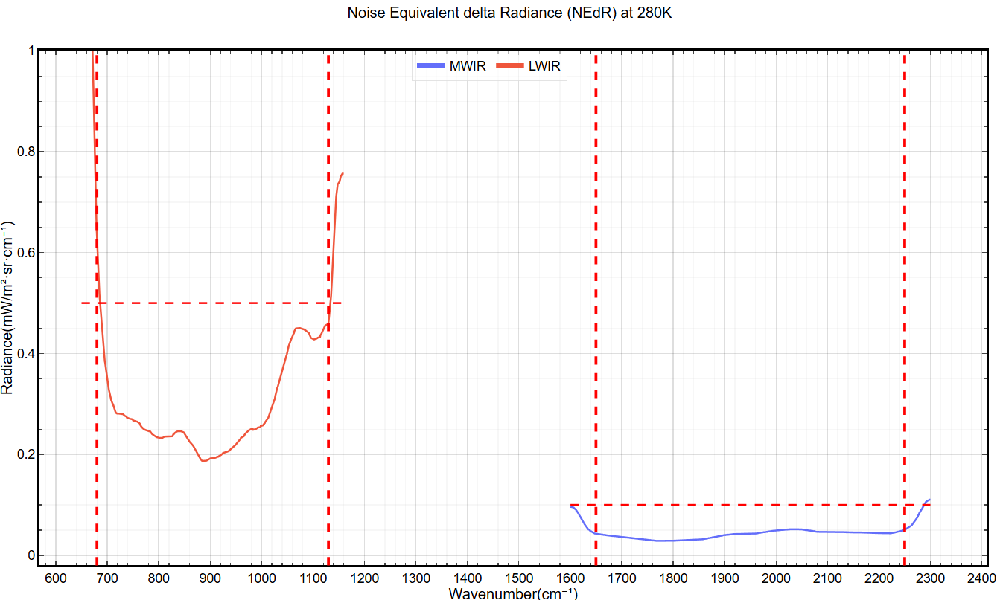 Noise Equivalent delta Radiance (NEdR) at 280K
MWIR LWIR
1
0.8
0.6
0.4
0.2
0
Radiance(mW/m²·sr·cm⁻¹)
600 700 800 900 1000 1100 1200 1300 1400 1500 1600 1700 1800 1900 2000 2100 2200 2300 2400
Wavenumber(cm⁻¹)